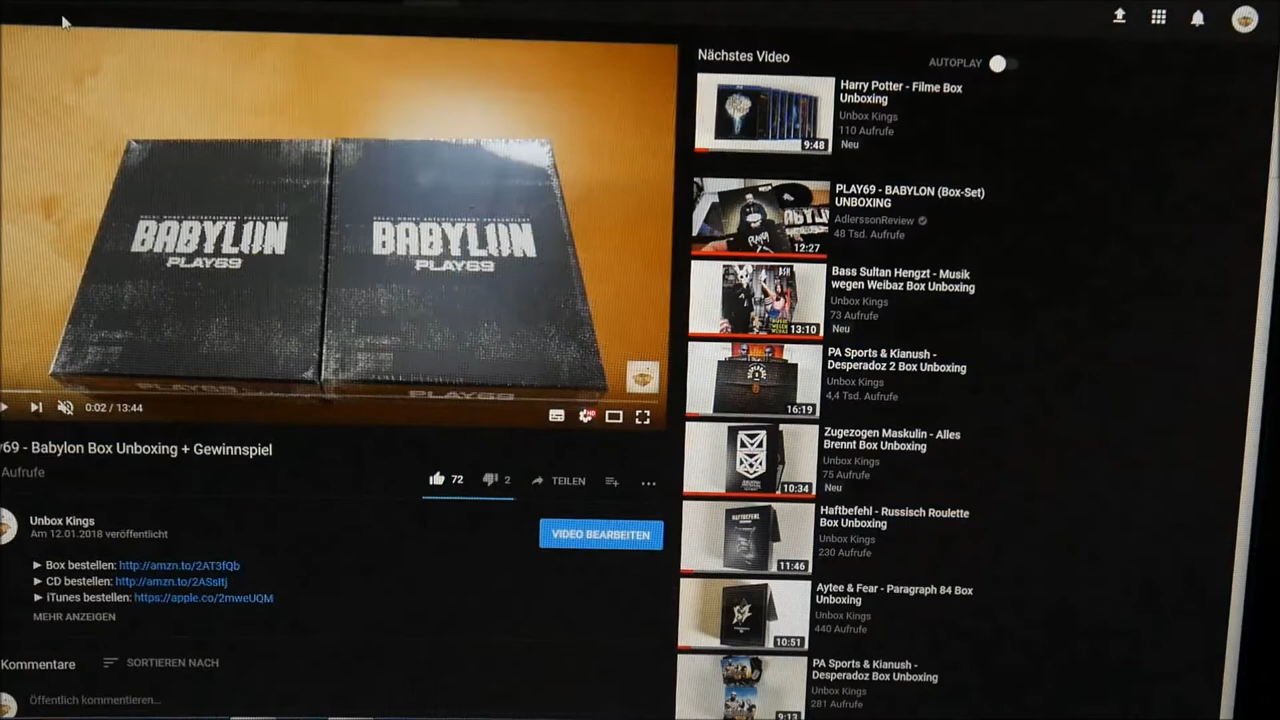 BABYLON
PLAY69
BABYLON
PLAY69
PLAY69
0:02 / 13:44
HD
y69 - Babylon Box Unboxing + Gewinnspiel
Aufrufe
72
2
TEILEN
Unbox Kings
Am 12.01.2018 veröffentlicht
VIDEO BEARBEITEN
► Box bestellen: http://amzn.to/2AT3fQb
► CD bestellen: http://amzn.to/2ASsItj
► iTunes bestellen: https://apple.co/2mweUQM
MEHR ANZEIGEN
Kommentare
SORTIEREN NACH
Öffentlich kommentieren...
Nächstes Video
AUTOPLAY
Harry Potter - Filme Box
Unboxing
Unbox Kings
110 Aufrufe
Neu
9:48
PLAY69 - BABYLON (Box-Set)
UNBOXING
AdlerssonReview
48 Tsd. Aufrufe
12:27
Bass Sultan Hengzt - Musik
wegen Weibaz Box Unboxing
Unbox Kings
73 Aufrufe
Neu
13:10
PA Sports & Kianush -
Desperadoz 2 Box Unboxing
Unbox Kings
4,4 Tsd. Aufrufe
16:19
Zugezogen Maskulin - Alles
Brennt Box Unboxing
Unbox Kings
75 Aufrufe
Neu
10:34
Haftbefehl - Russisch Roulette
Box Unboxing
Unbox Kings
230 Aufrufe
11:46
Aytee & Fear - Paragraph 84 Box
Unboxing
Unbox Kings
440 Aufrufe
10:51
PA Sports & Kianush -
Desperadoz Box Unboxing
Unbox Kings
281 Aufrufe
9:13